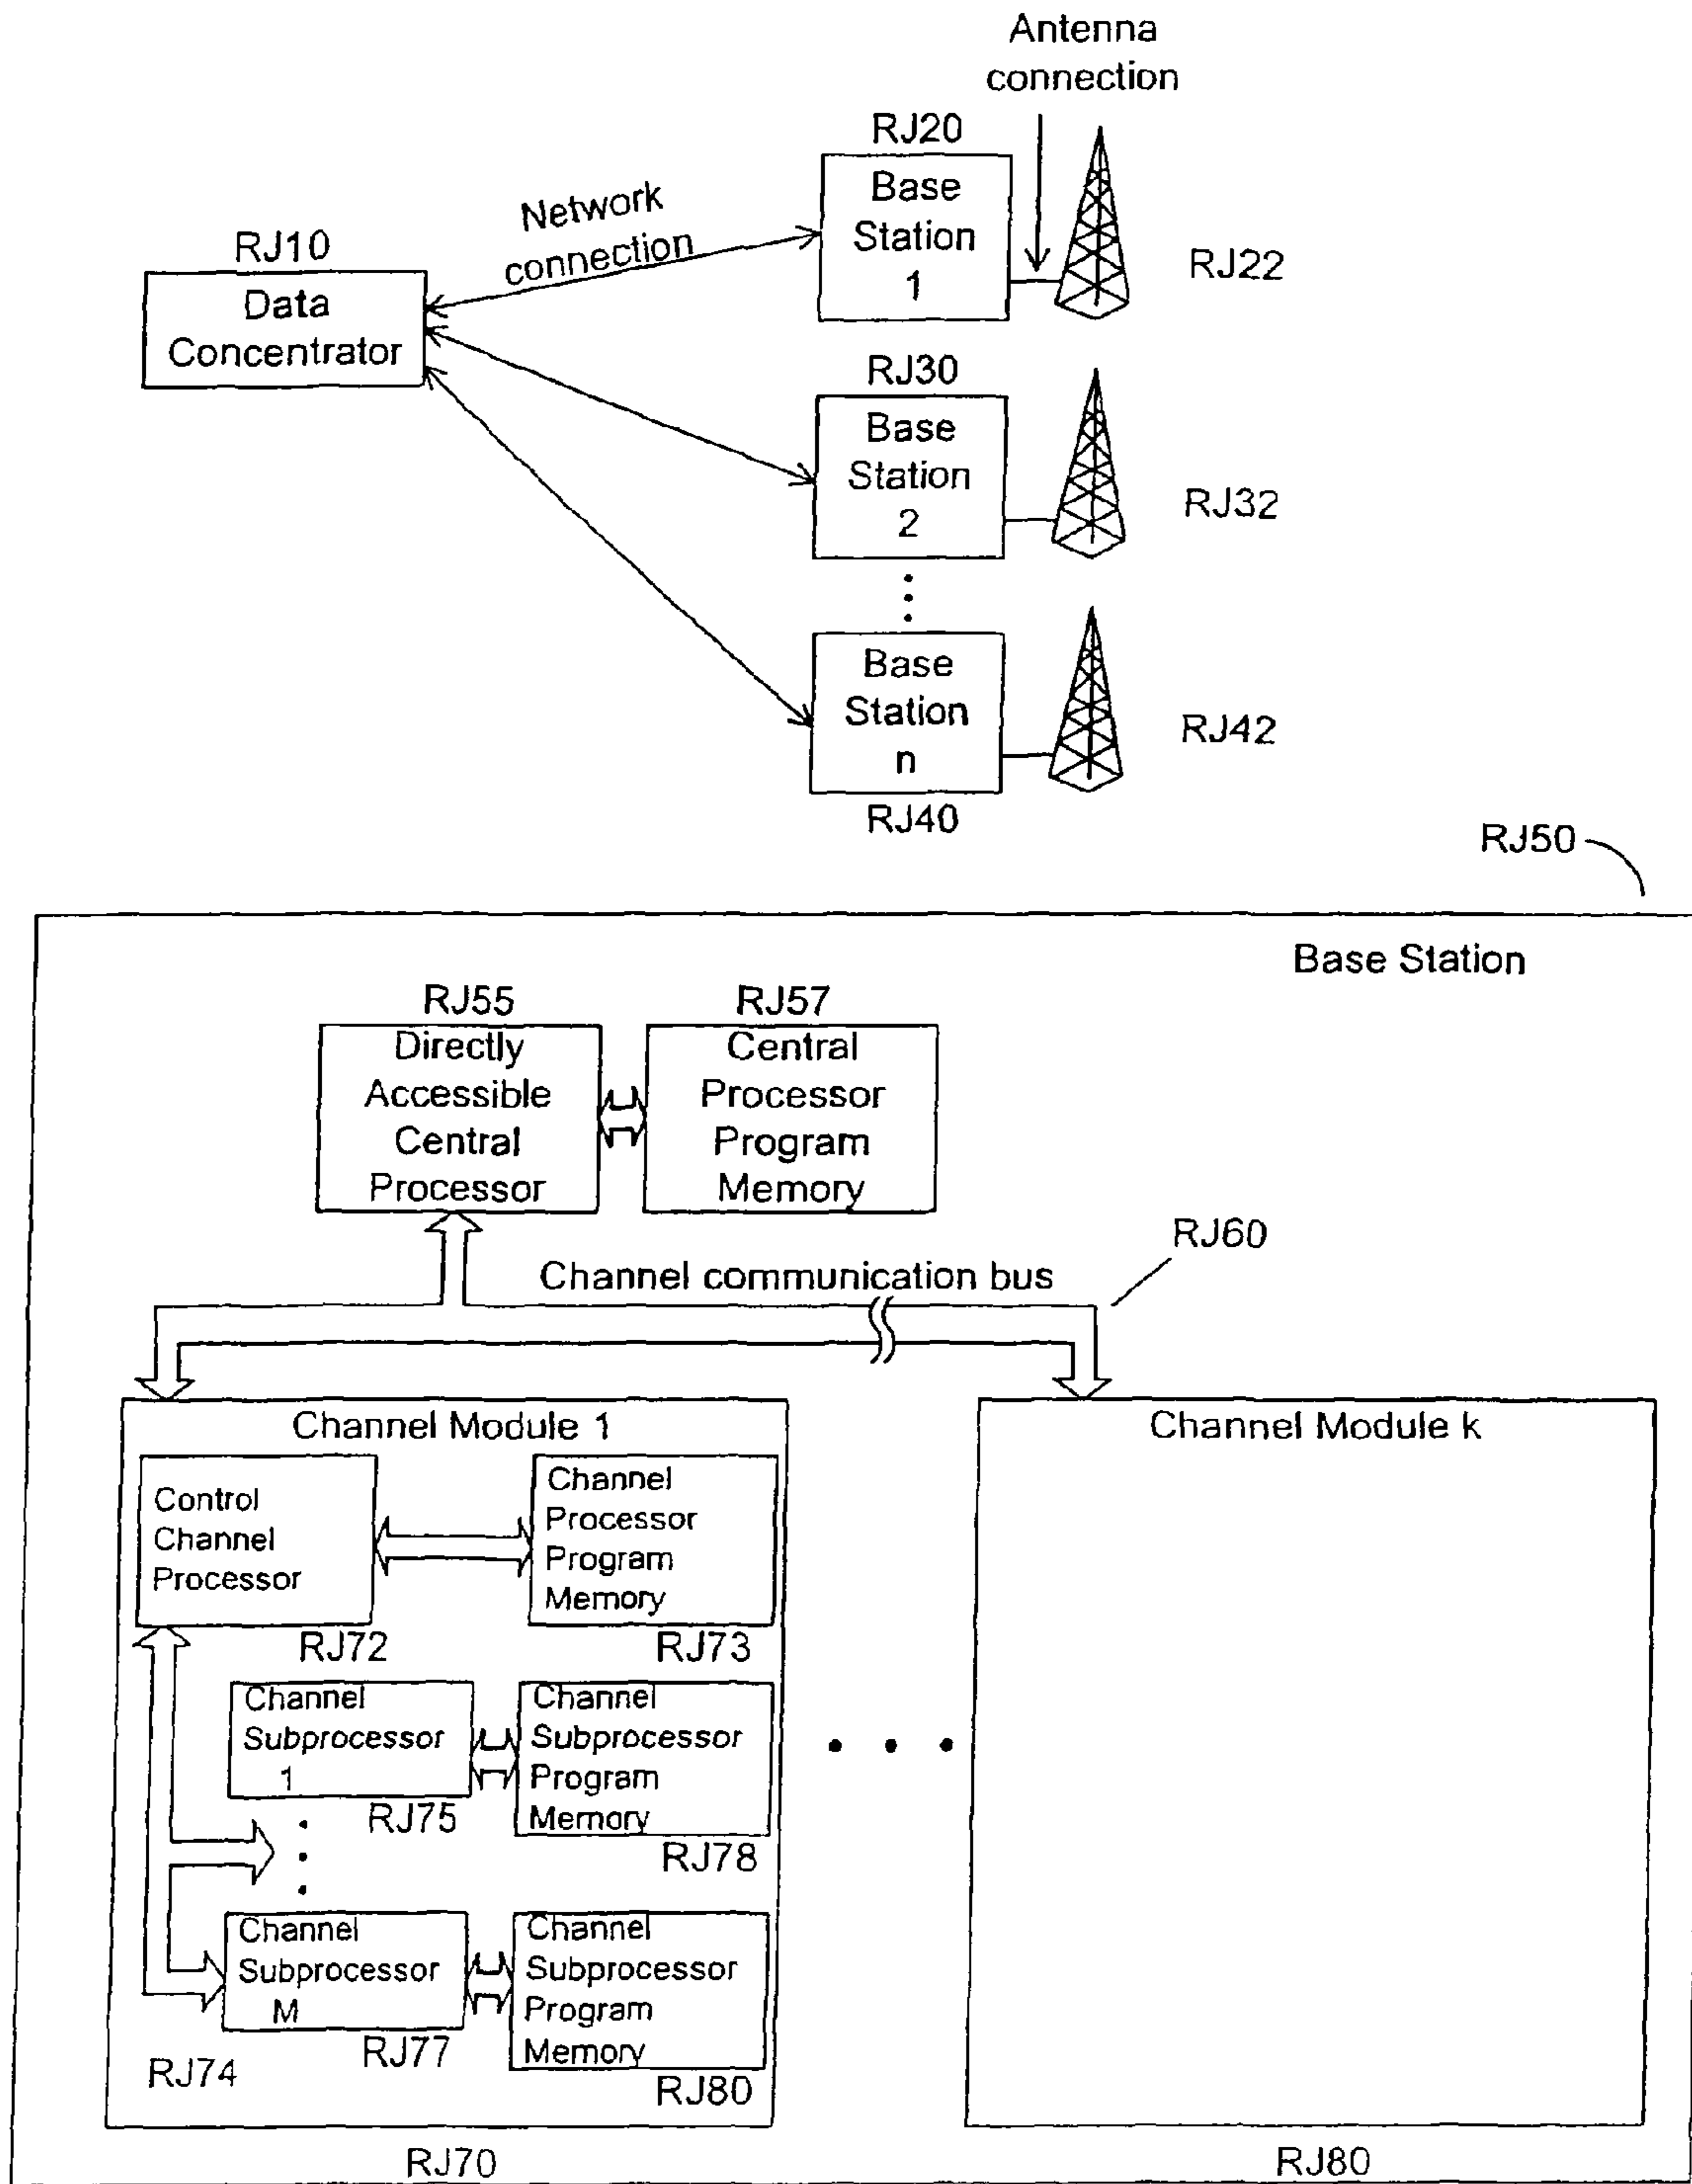 Antenna
connection
RJ20
Base
Station
1
Network
connection
RJ10
Data
Concentrator
RJ22
RJ30
Base
Station
2
RJ32
Base
Station
n
RJ42
RJ40
RJ50
Base Station
RJ55
Directly
Accessible
Central
Processor
RJ57
Central
Processor
Program
Memory
RJ60
Channel communication bus
Channel Module 1
Control
Channel
Processor
RJ72
Channel
Processor
Program
Memory
RJ73
Channel
Subprocessor
1
RJ75
Channel
Subprocessor
Program
Memory
RJ78
Channel
Subprocessor
M
RJ77
Channel
Subprocessor
Program
Memory
RJ80
RJ74
RJ70
Channel Module k
RJ80